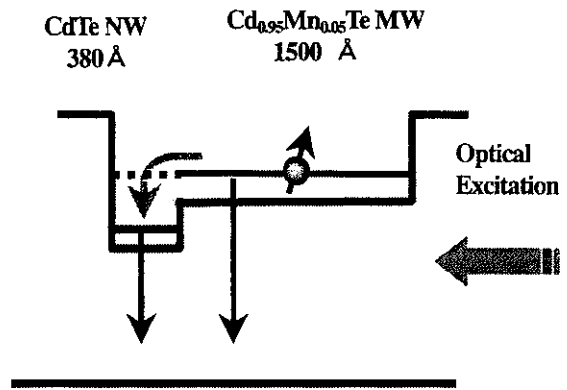 CdTe NW
380 Å
Cd₀.₉₅Mn₀.₀₅Te MW
1500 Å
Optical
Excitation